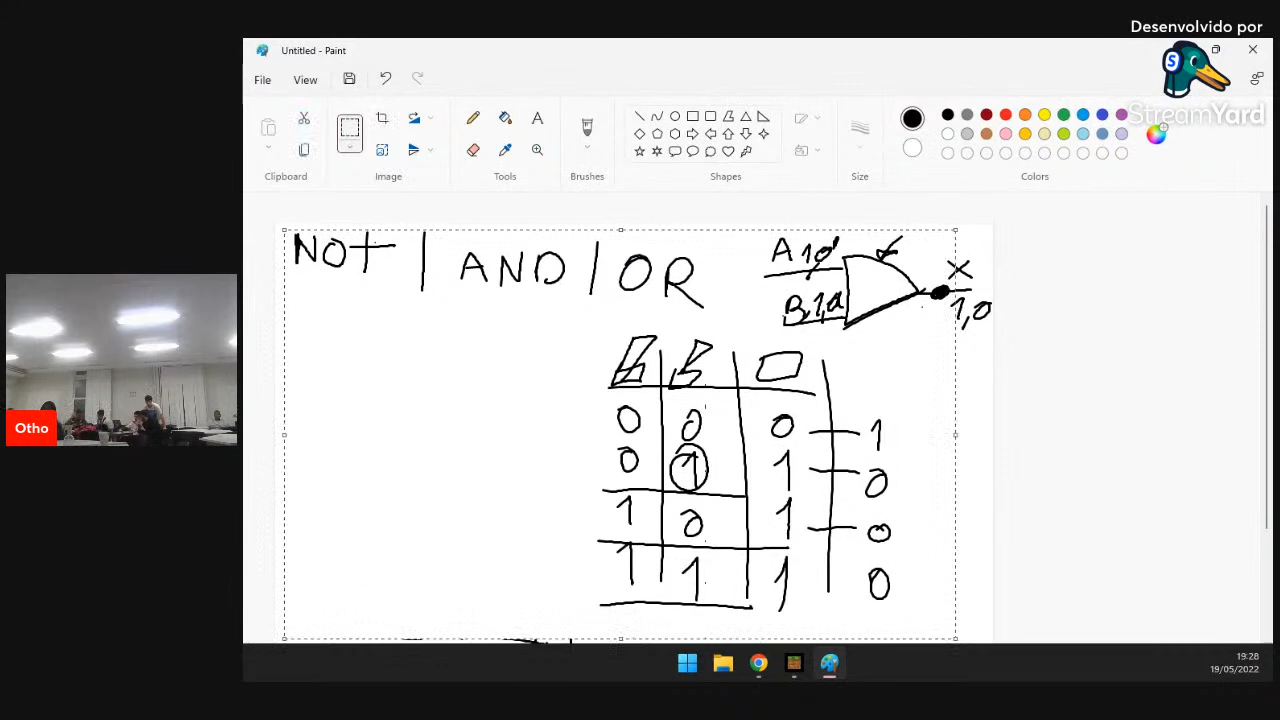 Desenvolvido por
StreamYard
Untitled - Paint
File
View
Clipboard
Image
Tools
Brushes
Shapes
Size
Colors
NOT | AND / OR
A 1,0
B,1,0
X
1,0
0 0 0 1
0 1 1 0
1 0 1 0
1 1 1 0
Otho
19:28
19/05/2022